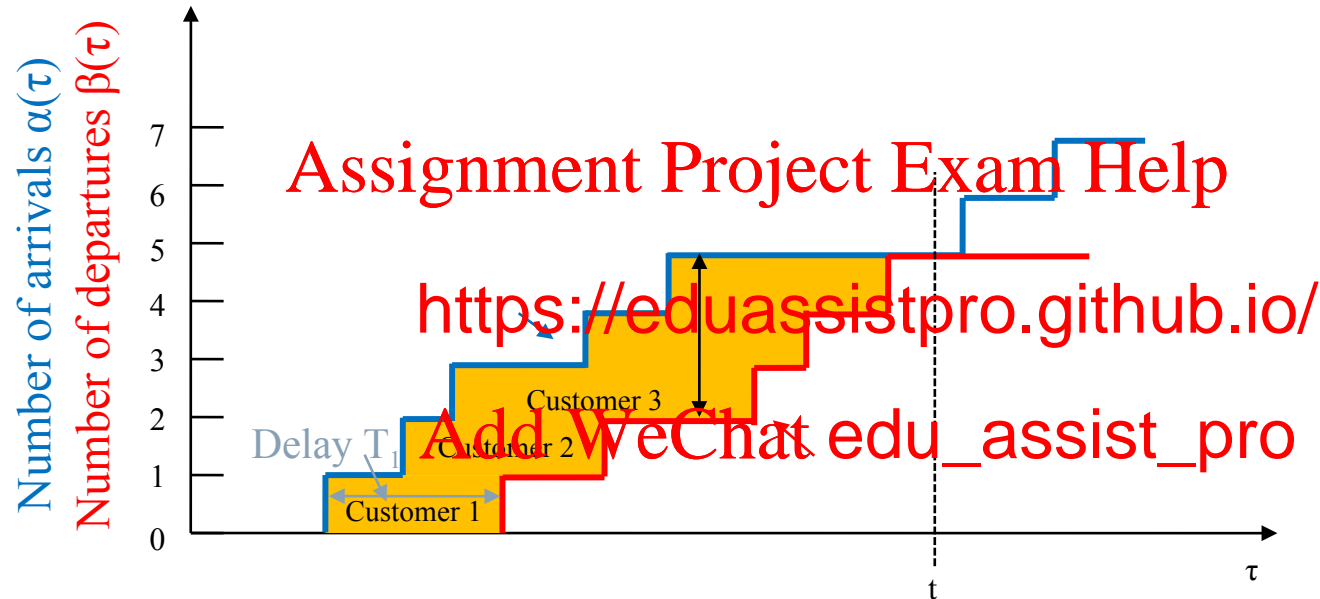 Number of arrivals α(τ)
Number of departures β(τ)
7
6
5
4
3
2
1
0
Assignment Project Exam Help
https://eduassistpro.github.io/
Add WeChat edu_assist_pro
Customer 3
Customer 2
Customer 1
Delay T1
t
τ